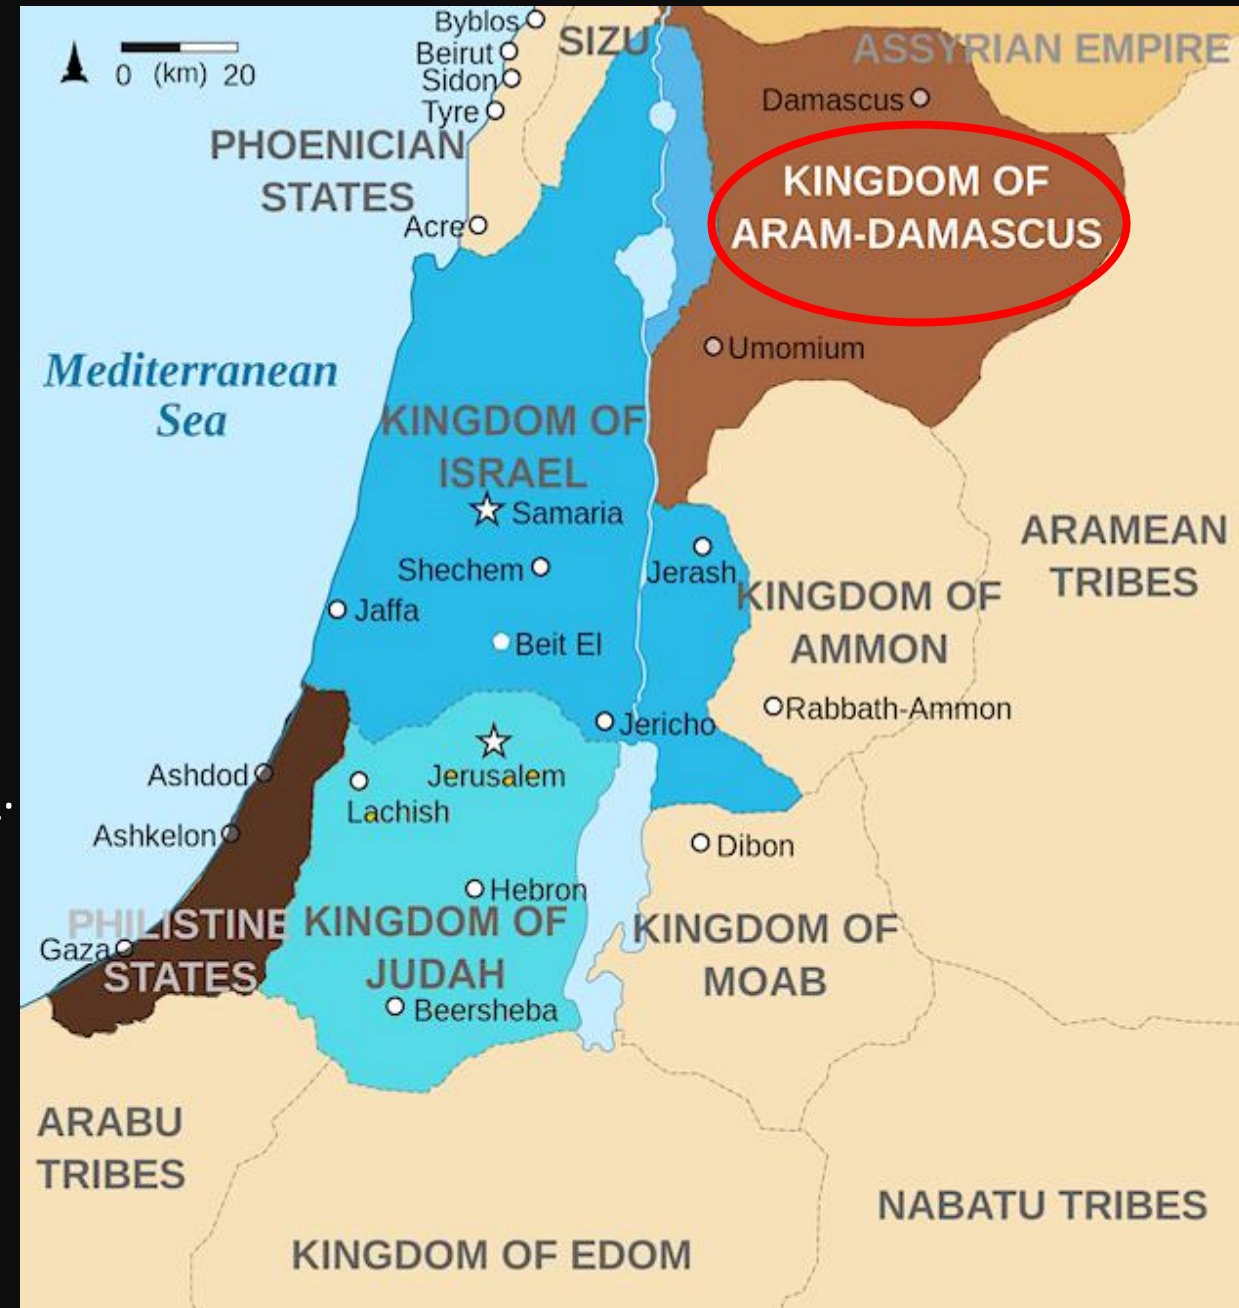 Byblos
SIZU
ASSYRIAN EMPIRE
Beirut
0 (km) 20
Sidon
Damascus
Tyre
PHOENICIAN
STATES
KINGDOM OF
ARAM-DAMASCUS
Acre
Umomium
Mediterranean
Sea
KINGDOM OF
ISRAEL
Samaria
ARAMEAN
TRIBES
Shechem
Jerash
KINGDOM OF
AMMON
Jaffa
Beit El
Rabbath-Ammon
Jericho
Jerusalem
Ashdod
Lachish
Ashkelon
Dibon
Hebron
PHILISTINE
STATES
KINGDOM OF
JUDAH
KINGDOM OF
MOAB
Gaza
Beersheba
ARABU
TRIBES
NABATU TRIBES
KINGDOM OF EDOM